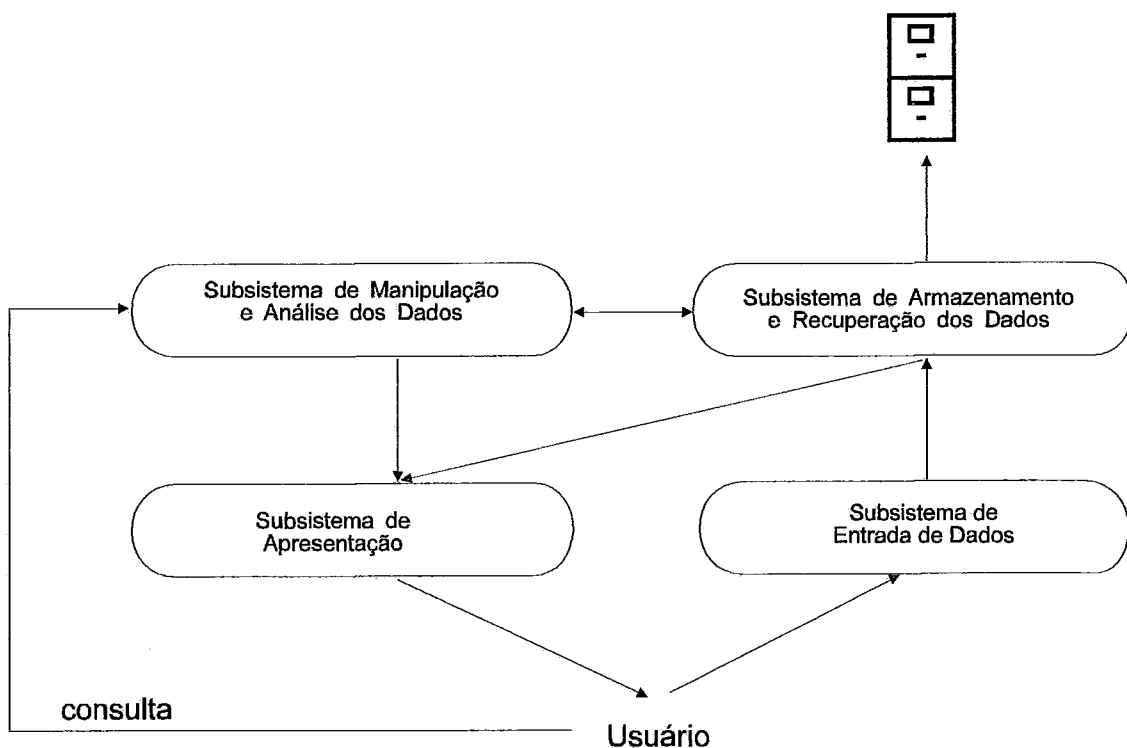 Subsistema de Manipulação
e Análise dos Dados
Subsistema de Armazenamento
e Recuperação dos Dados
Subsistema de
Apresentação
Subsistema de
Entrada de Dados
consulta
Usuário